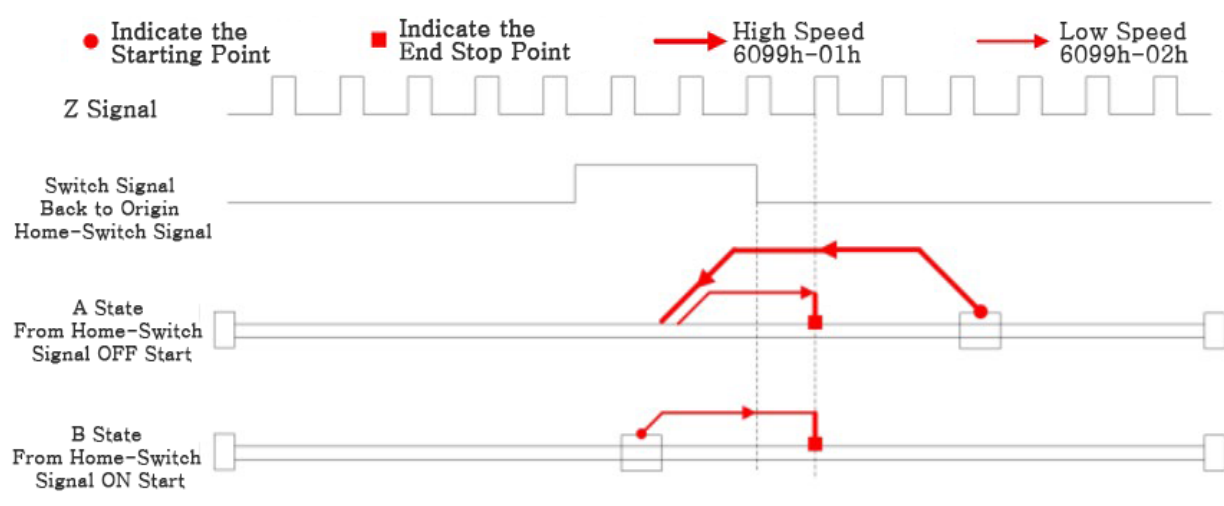 Indicate the
Starting Point
Indicate the
End Stop Point
High Speed
6099h-01h
Low Speed
6099h-02h
Z Signal
Switch Signal
Back to Origin
Home-Switch Signal
A State
From Home-Switch
Signal OFF Start
B State
From Home-Switch
Signal ON Start